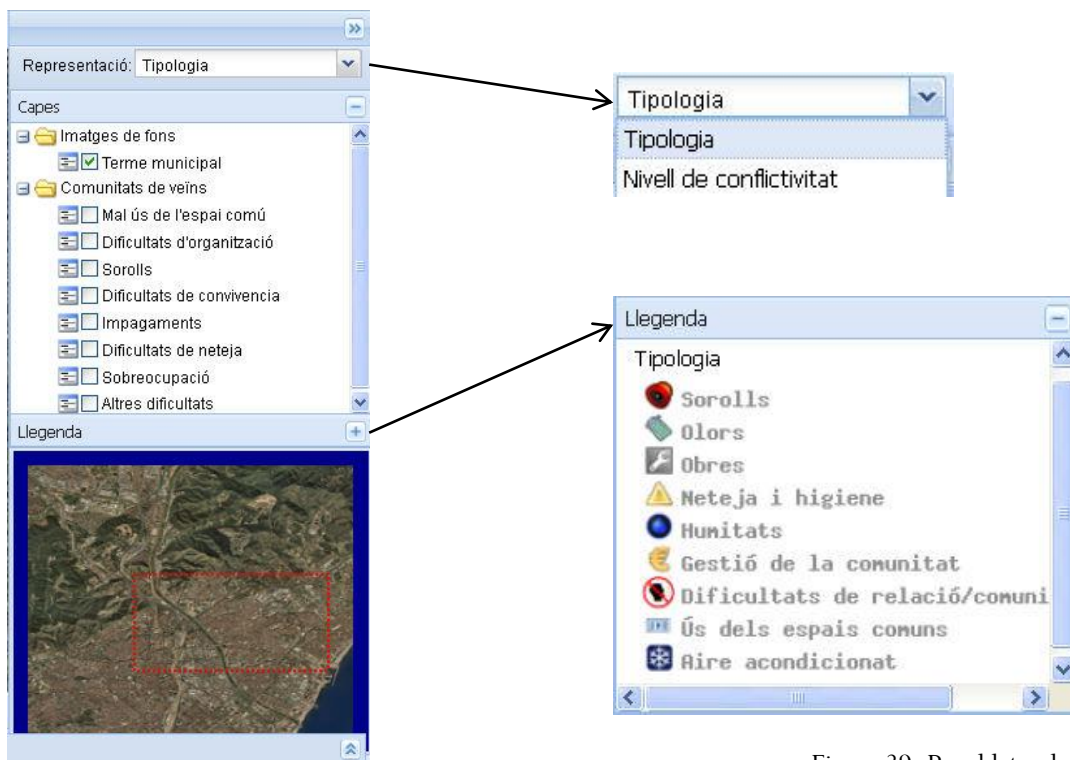 Representació: Tipologia
Capes
Imatges de fons
Terme municipal
Comunitats de veïns
Mal ús de l'espai comú
Dificultats d'organització
Sorolls
Dificultats de convivencia
Impagaments
Dificultats de neteja
Sobreocupació
Altres dificultats
Llegenda
Tipologia
Tipologia
Nivell de conflictivitat
Llegenda
Tipologia
Sorolls
Olors
Obres
Neteja i higiene
Humitats
Gestió de la comunitat
Dificultats de relació/comuni
Ús dels espais comuns
Aire acondicionat